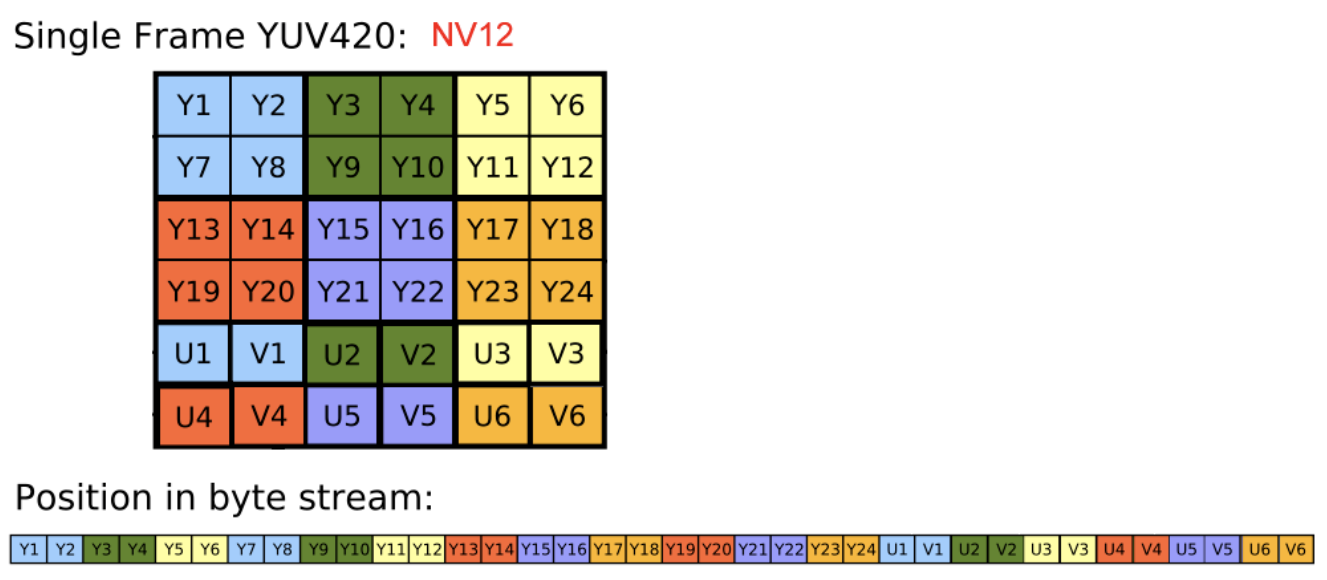 Single Frame YUV420: NV12
Y1 Y2 Y3 Y4 Y5 Y6
Y7 Y8 Y9 Y10 Y11 Y12
Y13 Y14 Y15 Y16 Y17 Y18
Y19 Y20 Y21 Y22 Y23 Y24
U1 V1 U2 V2 U3 V3
U4 V4 U5 V5 U6 V6
Position in byte stream:
Y1 Y2 Y3 Y4 Y5 Y6 Y7 Y8 Y9 Y10 Y11 Y12 Y13 Y14 Y15 Y16 Y17 Y18 Y19 Y20 Y21 Y22 Y23 Y24 U1 V1 U2 V2 U3 V3 U4 V4 U5 V5 U6 V6